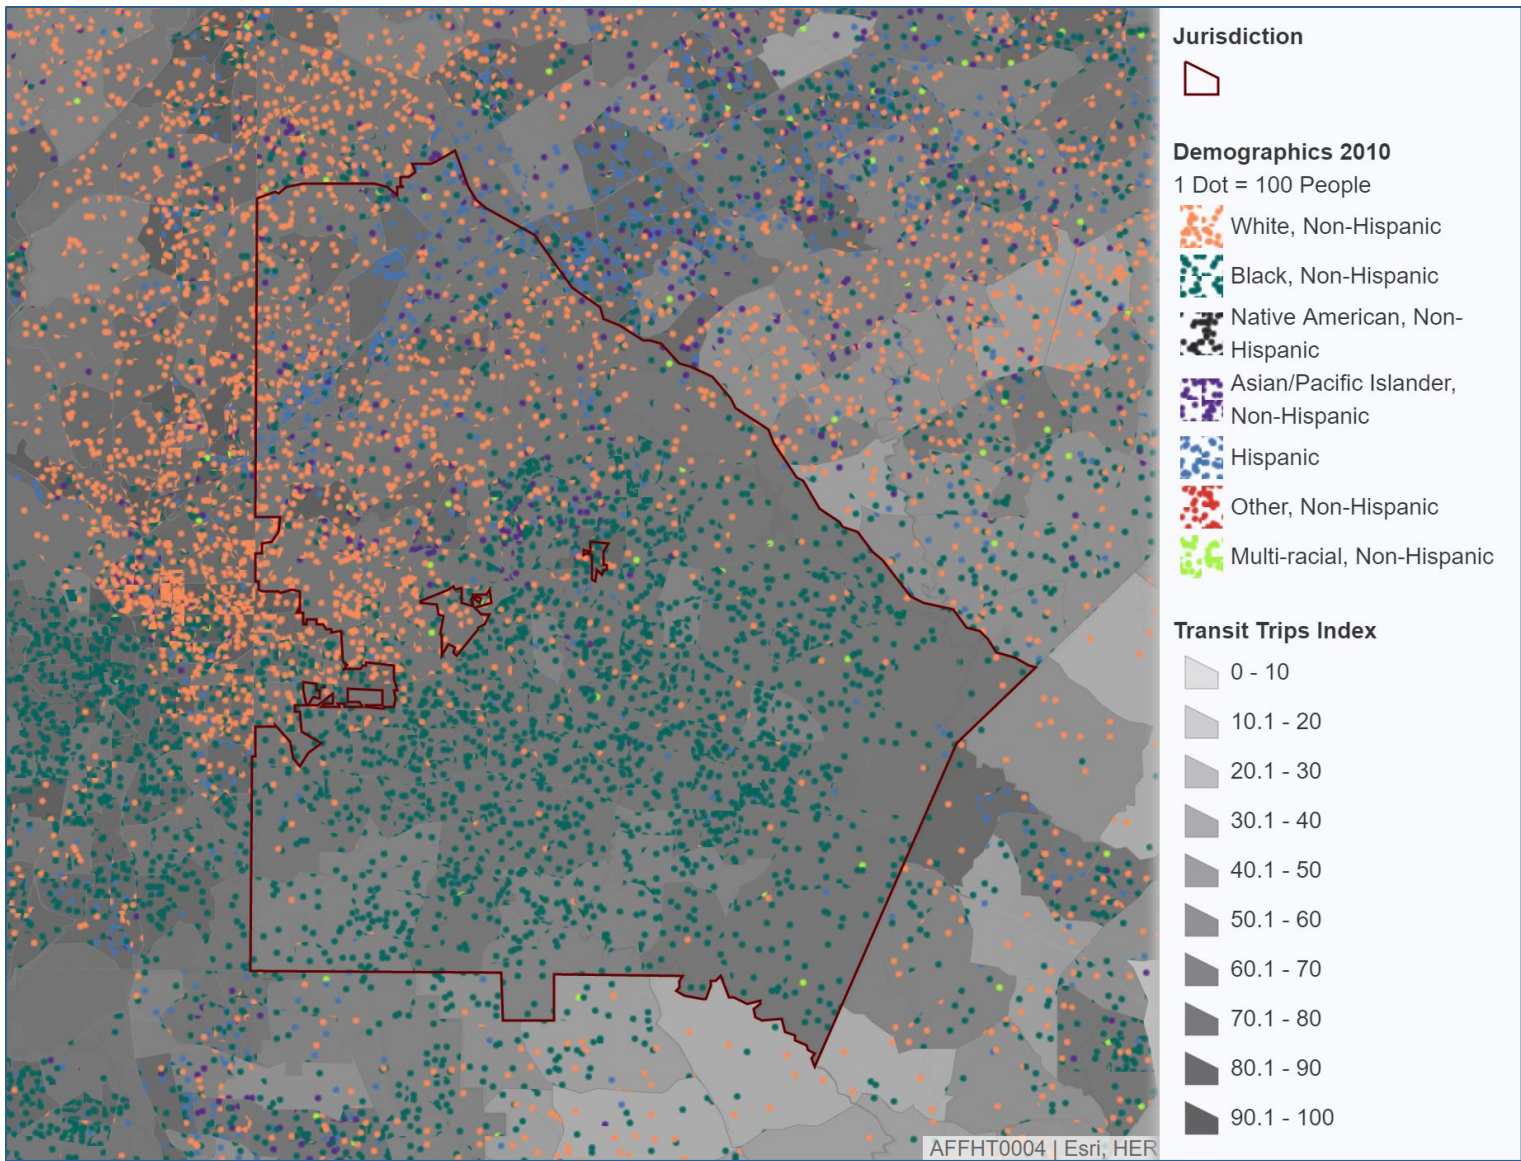 Jurisdiction
Demographics 2010
1 Dot = 100 People
White, Non-Hispanic
Black, Non-Hispanic
Native American, Non-
Hispanic
Asian/Pacific Islander,
Non-Hispanic
Hispanic
Other, Non-Hispanic
Multi-racial, Non-Hispanic
Transit Trips Index
0 - 10
10.1 - 20
20.1 - 30
30.1 - 40
40.1 - 50
50.1 - 60
60.1 - 70
70.1 - 80
80.1 - 90
90.1 - 100
AFFHT0004 | Esri, HER